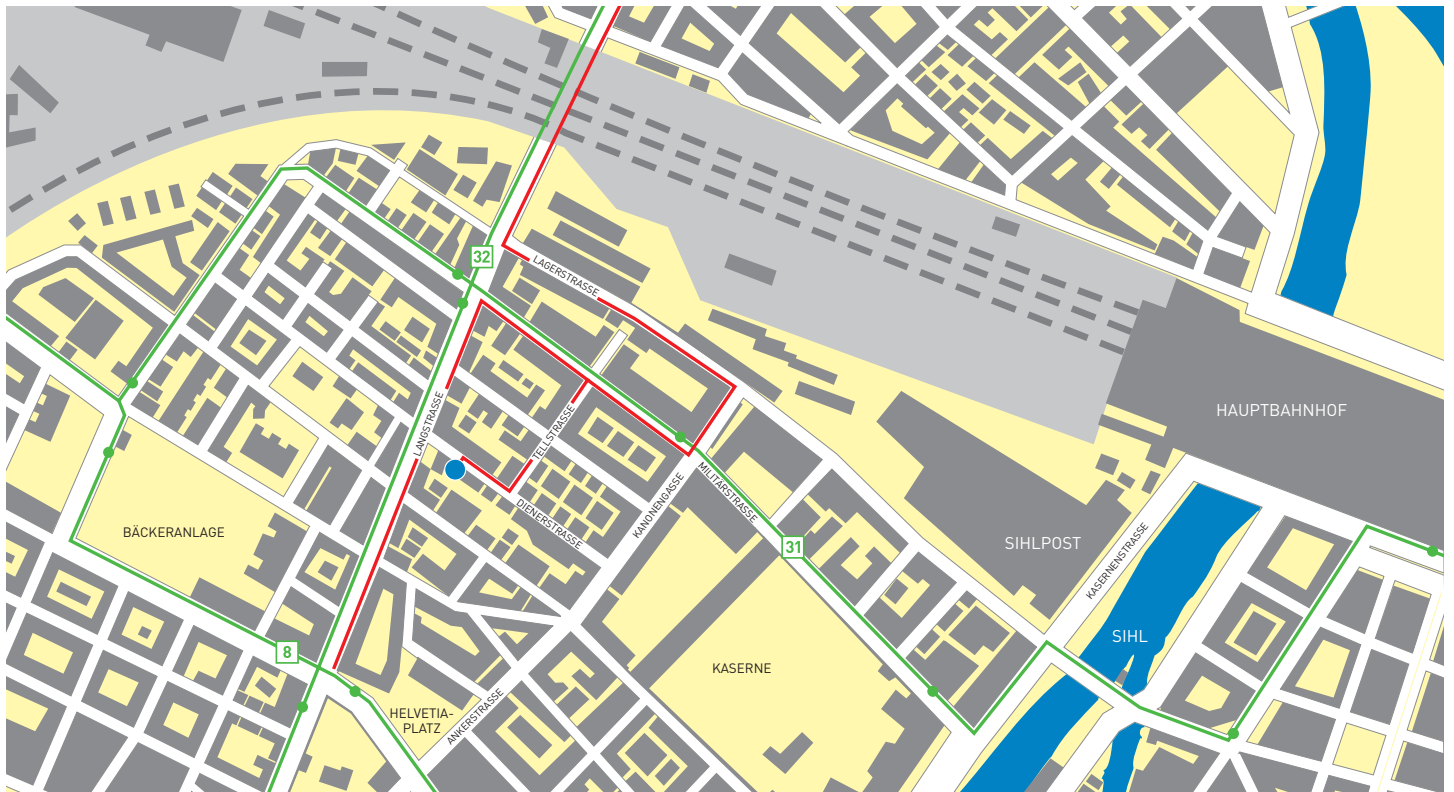 32
LAGERSTRASSE
HAUPTBAHNHOF
LANGSTRASSE
TELLSTRASSE
MILITÄRSTRASSE
KANONENGASSE
DIENERSTRASSE
BÄCKERANLAGE
31
SIHLPOST
KASERNENSTRASSE
SIHL
8
KASERNE
HELVETIA-
PLATZ
ANKERSTRASSE